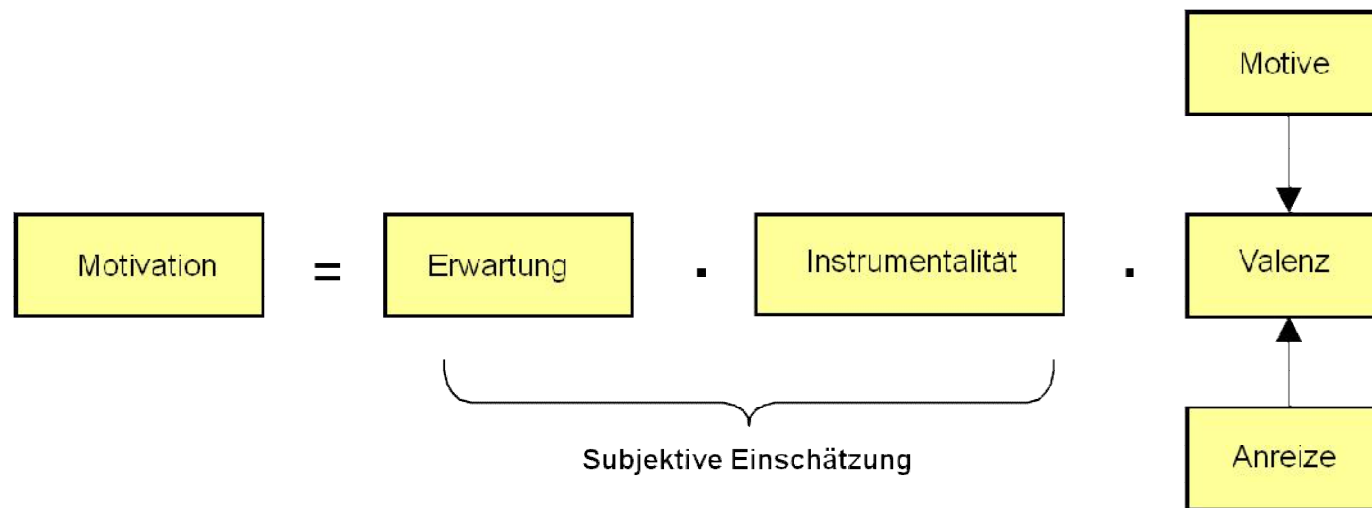 Motive
Motivation = Erwartung · Instrumentalität · Valenz
Subjektive Einschätzung
Anreize